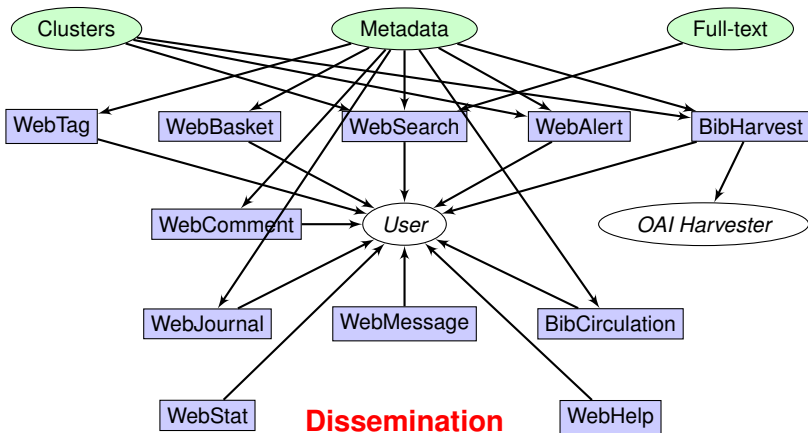 Clusters
Metadata
Full-text
WebTag
WebBasket
WebSearch
WebAlert
BibHarvest
WebComment
User
OAI Harvester
WebJournal
WebMessage
BibCirculation
WebStat
Dissemination
WebHelp